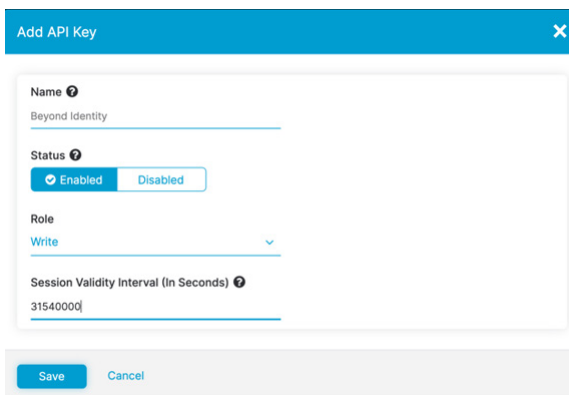 Add API Key
Name
Beyond Identity
Status
Enabled Disabled
Role
Write
Session Validity Interval (In Seconds)
31540000
Save Cancel